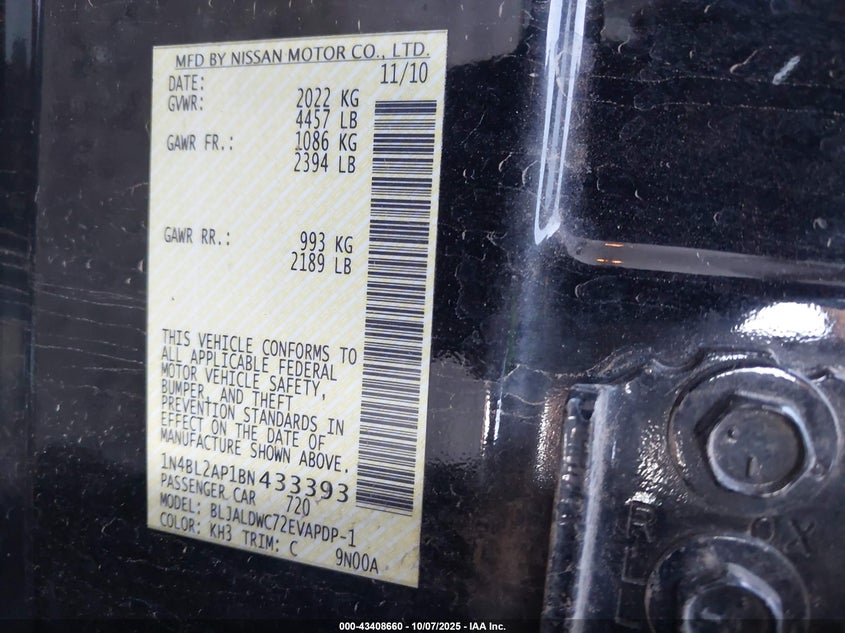 MFD BY NISSAN MOTOR CO., LTD.
DATE: 11/10
GVWR: 2022 KG
4457 LB
GAWR FR.: 1086 KG
2394 LB
GAWR RR.: 993 KG
2189 LB
THIS VEHICLE CONFORMS TO
ALL APPLICABLE FEDERAL
MOTOR VEHICLE SAFETY,
BUMPER, AND THEFT
PREVENTION STANDARDS IN
EFFECT ON THE DATE OF
MANUFACTURE SHOWN ABOVE.
1N4BL2AP1BN433393
PASSENGER CAR 720
MODEL: BLJALDWC72EVAPDP-1
COLOR: KH3 TRIM: C 9N00A
000-43408660 - 10/07/2025 - IAA Inc.